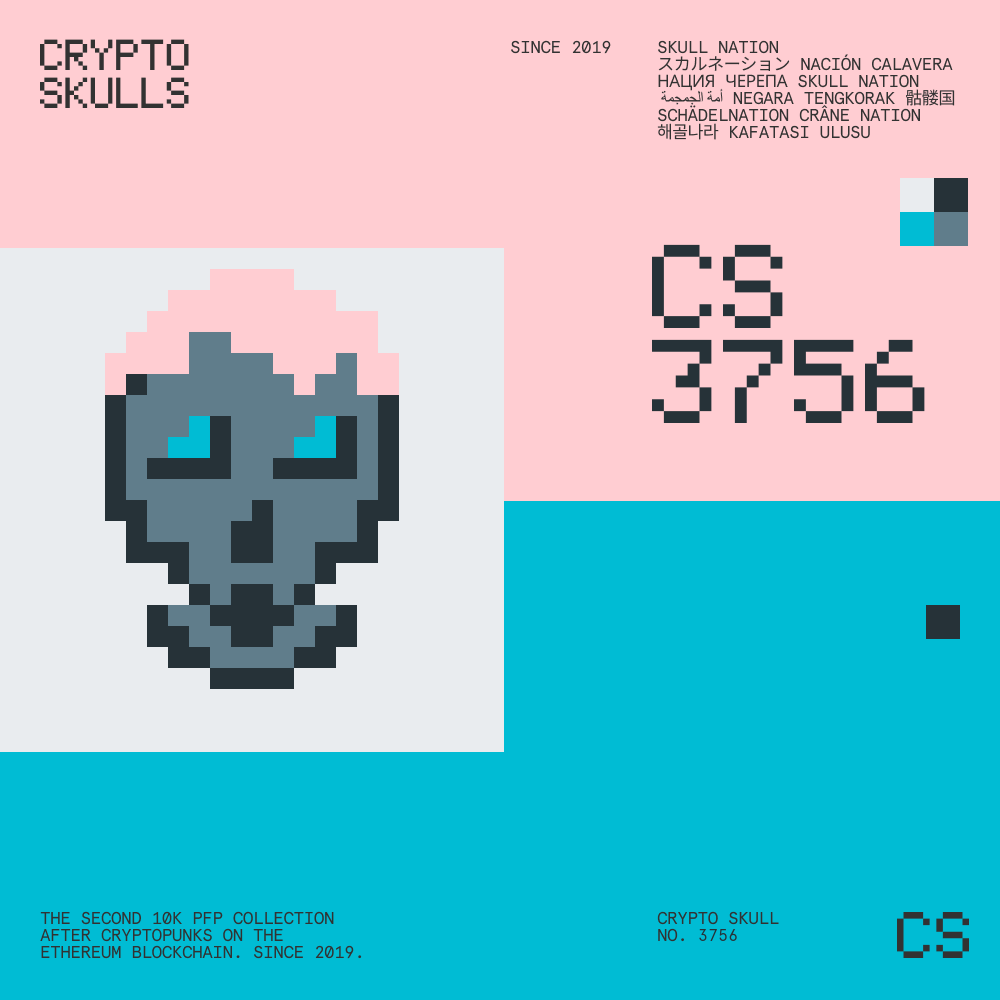 CRYPTO
SKULLS
SINCE 2019
SKULL NATION
スカルネーション NACIÓN CALAVERA
НАЦИЯ ЧЕРЕПА SKULL NATION
أمة الجمجمة NEGARA TENGKORAK 骷髅国
SCHÄDELNATION CRÂNE NATION
해골나라 KAFATASI ULUSU
CS
3756
THE SECOND 10K PFP COLLECTION
AFTER CRYPTOPUNKS ON THE
ETHEREUM BLOCKCHAIN. SINCE 2019.
CRYPTO SKULL
NO. 3756
CS